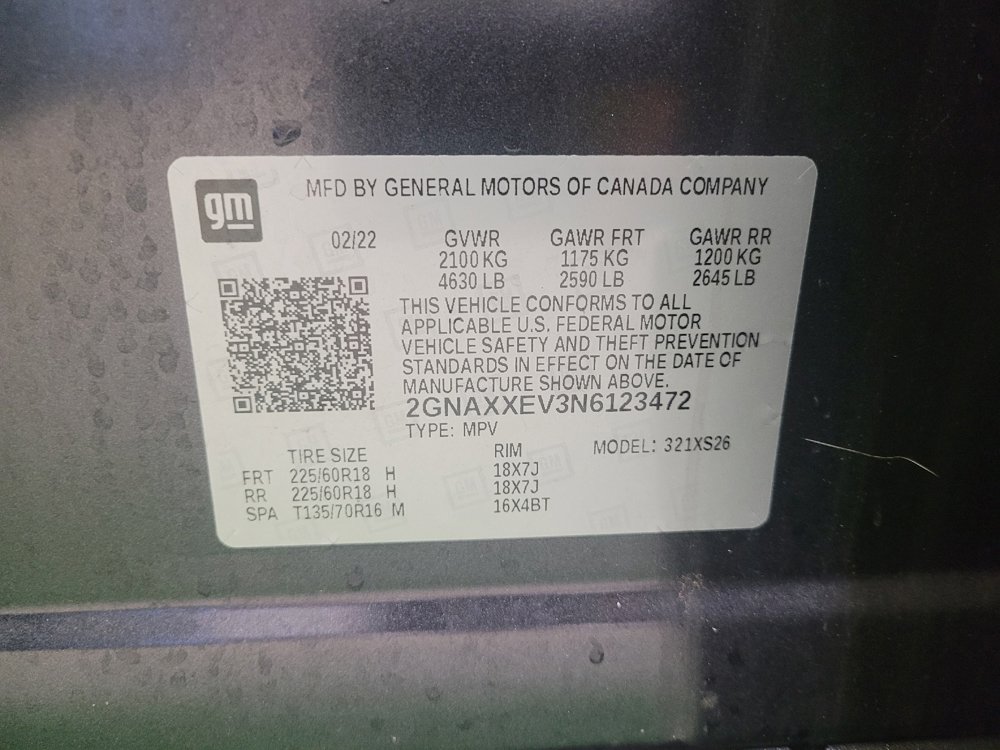 gm
MFD BY GENERAL MOTORS OF CANADA COMPANY
02/22 GVWR GAWR FRT GAWR RR
2100 KG 1175 KG 1200 KG
4630 LB 2590 LB 2645 LB
THIS VEHICLE CONFORMS TO ALL
APPLICABLE U.S. FEDERAL MOTOR
VEHICLE SAFETY AND THEFT PREVENTION
STANDARDS IN EFFECT ON THE DATE OF
MANUFACTURE SHOWN ABOVE.
2GNAXXEV3N6123472
TYPE: MPV
TIRE SIZE RIM MODEL: 321XS26
FRT 225/60R18 H 18X7J
RR 225/60R18 H 18X7J
SPA T135/70R16 M 16X4BT